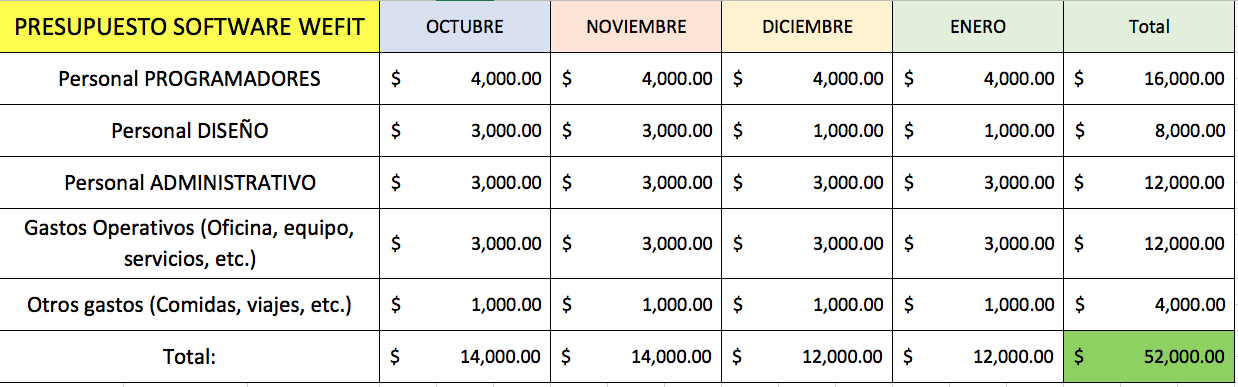 PRESUPUESTO SOFTWARE WEFIT OCTUBRE NOVIEMBRE DICIEMBRE ENERO Total
Personal PROGRAMADORES $ 4,000.00 $ 4,000.00 $ 4,000.00 $ 4,000.00 $ 16,000.00
Personal DISEÑO $ 3,000.00 $ 3,000.00 $ 1,000.00 $ 1,000.00 $ 8,000.00
Personal ADMINISTRATIVO $ 3,000.00 $ 3,000.00 $ 3,000.00 $ 3,000.00 $ 12,000.00
Gastos Operativos (Oficina, equipo,
servicios, etc.) $ 3,000.00 $ 3,000.00 $ 3,000.00 $ 3,000.00 $ 12,000.00
Otros gastos (Comidas, viajes, etc.) $ 1,000.00 $ 1,000.00 $ 1,000.00 $ 1,000.00 $ 4,000.00
Total: $ 14,000.00 $ 14,000.00 $ 12,000.00 $ 12,000.00 $ 52,000.00